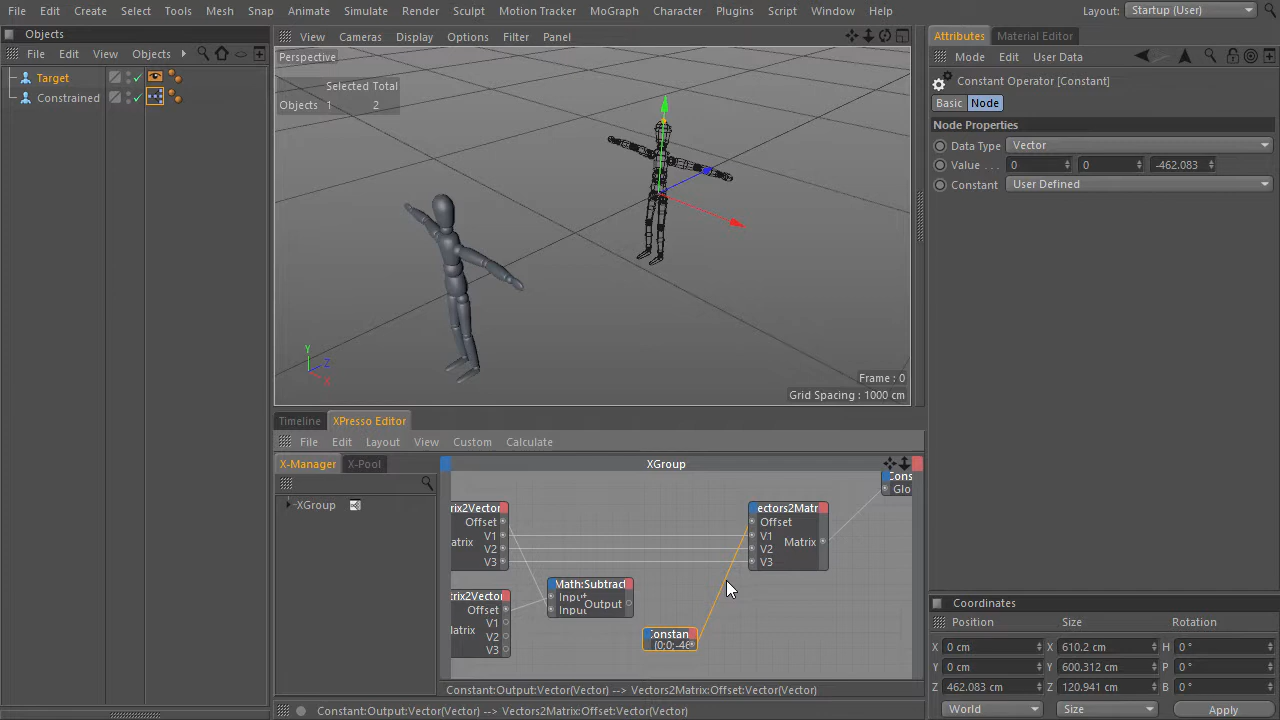 File Edit Create Select Tools Mesh Snap Animate Simulate Render Sculpt Motion Tracker MoGraph Character Plugins Script Window Help Layout: Startup (User)
Objects
File Edit View Objects
Target
Constrained
View Cameras Display Options Filter Panel
Perspective
Selected Total
Objects 1 2
Y
Z
X
Frame : 0
Grid Spacing : 1000 cm
Timeline XPresso Editor
File Edit Layout View Custom Calculate
X-Manager X-Pool
XGroup
XGroup
rix2Vector
Offset
V1
atrix V2
V3
rix2Vector
Offset
V1
atrix V2
V3
Math:Subtract
Input
Output
Input
Constan
(0;0;-46
ectors2Matr
Offset
V1
V2 Matrix
V3
Cons
Glo
Constant:Output:Vector(Vector) --> Vectors2Matrix:Offset:Vector(Vector)
Constant:Output:Vector(Vector) --> Vectors2Matrix:Offset:Vector(Vector)
Attributes Material Editor
Mode Edit User Data
Constant Operator [Constant]
Basic Node
Node Properties
Data Type Vector
Value . . . 0 0 -462.083
Constant User Defined
Coordinates
Position Size Rotation
X 0 cm X 610.2 cm H 0 °
Y 0 cm Y 600.312 cm P 0 °
Z 462.083 cm Z 120.941 cm B 0 °
World Size Apply